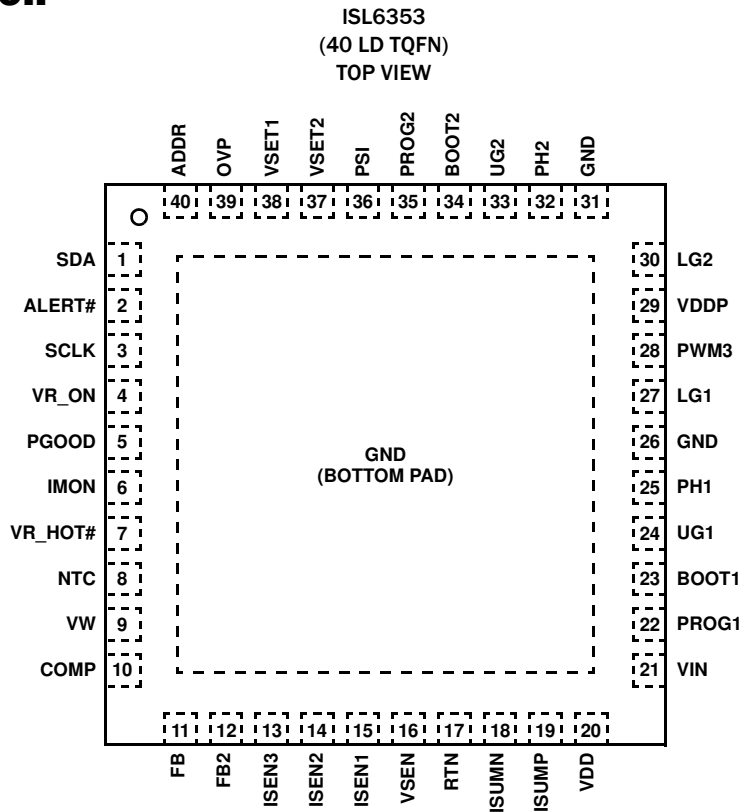 ISL6353
(40 LD TQFN)
TOP VIEW
ADDR
OVP
VSET1
VSET2
PSI
PROG2
BOOT2
UG2
PH2
GND
40 39 38 37 36 35 34 33 32 31
SDA 1
ALERT# 2
SCLK 3
VR_ON 4
PGOOD 5
IMON 6
VR_HOT# 7
NTC 8
VW 9
COMP 10
GND
(BOTTOM PAD)
30 LG2
29 VDDP
28 PWM3
27 LG1
26 GND
25 PH1
24 UG1
23 BOOT1
22 PROG1
21 VIN
11 12 13 14 15 16 17 18 19 20
FB
FB2
ISEN3
ISEN2
ISEN1
VSEN
RTN
ISUMN
ISUMP
VDD